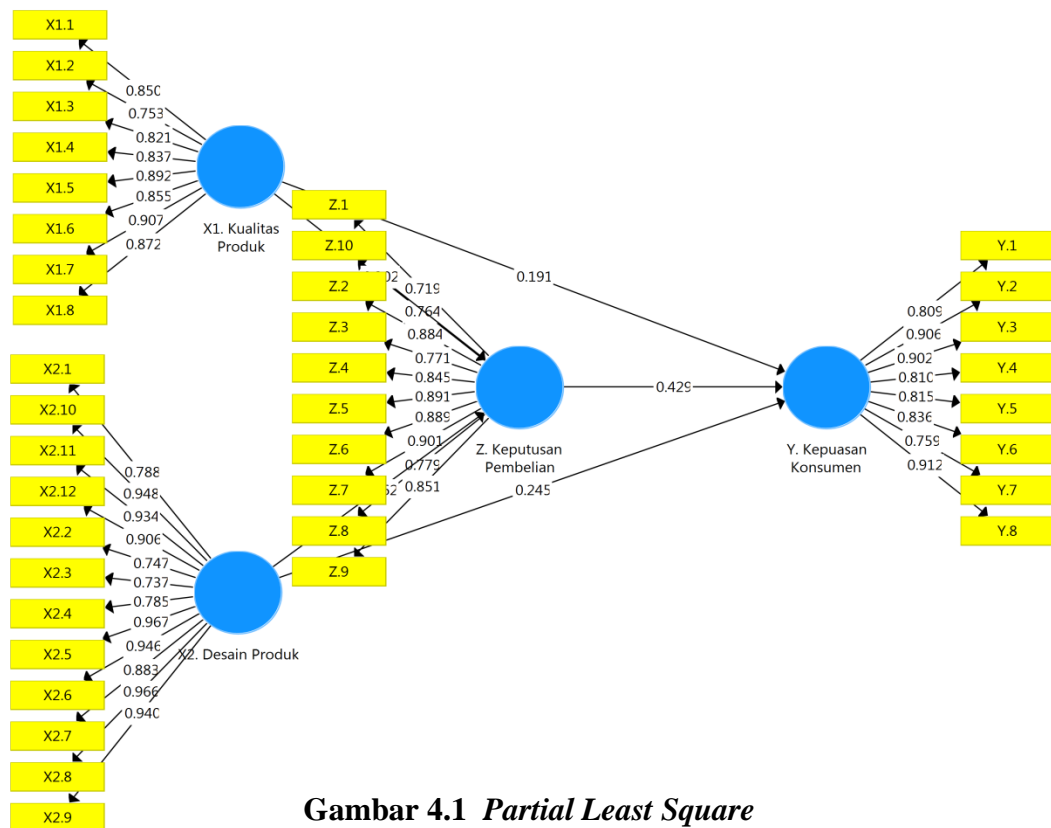 X1.1
X1.2
X1.3
X1.4
X1.5
X1.6
X1.7
X1.8
0.850
0.753
0.821
0.837
0.892
0.855
0.907
0.872
X1. Kualitas
Produk
X2.1
X2.10
X2.11
X2.12
X2.2
X2.3
X2.4
X2.5
X2.6
X2.7
X2.8
X2.9
0.788
0.948
0.934
0.906
0.747
0.737
0.785
0.967
0.946
0.883
0.966
0.940
X2. Desain Produk
Z.1
Z.10
Z.2
Z.3
Z.4
Z.5
Z.6
Z.7
Z.8
Z.9
0.719
0.764
0.884
0.771
0.845
0.891
0.889
0.901
0.779
0.851
Z. Keputusan
Pembelian
0.191
0.429
0.245
Y. Kepuasan
Konsumen
0.809
0.906
0.902
0.810
0.815
0.836
0.759
0.912
Y.1
Y.2
Y.3
Y.4
Y.5
Y.6
Y.7
Y.8
Gambar 4.1 Partial Least Square